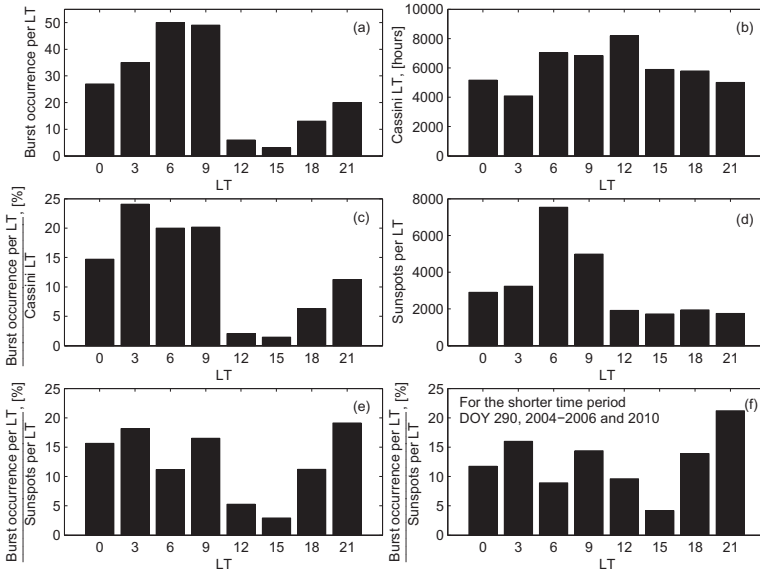 (a)
Burst occurrence per LT
50
40
30
20
10
0
0 3 6 9 12 15 18 21
LT
(b)
Cassini LT, [hours]
10000
8000
6000
4000
2000
0
0 3 6 9 12 15 18 21
LT
(c)
Burst occurrence per LT , [%]
Cassini LT
25
20
15
10
5
0
0 3 6 9 12 15 18 21
LT
(d)
Sunspots per LT
8000
6000
4000
2000
0
0 3 6 9 12 15 18 21
LT
(e)
Burst occurrence per LT , [%]
Sunspots per LT
25
20
15
10
5
0
0 3 6 9 12 15 18 21
LT
(f)
For the shorter time period
DOY 290, 2004−2006 and 2010
Burst occurrence per LT , [%]
Sunspots per LT
25
20
15
10
5
0
0 3 6 9 12 15 18 21
LT